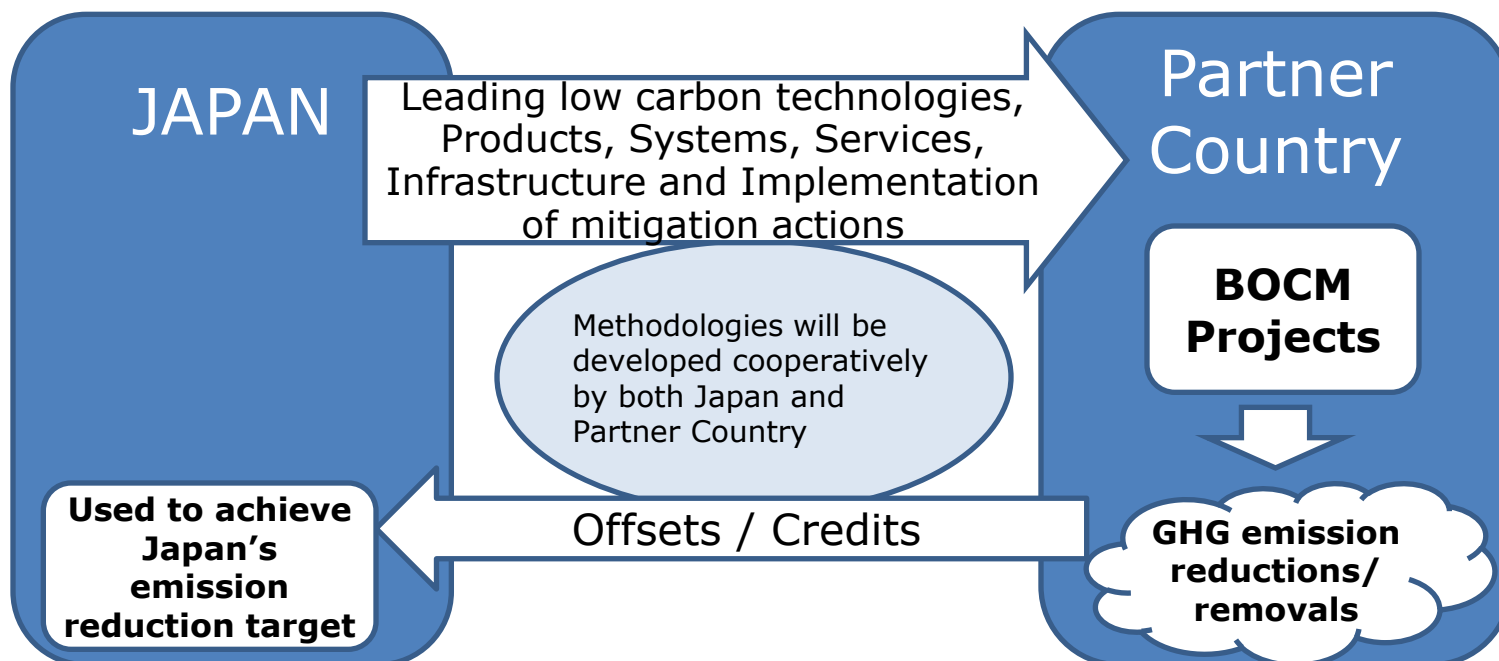 JAPAN
Leading low carbon technologies,
Products, Systems, Services,
Infrastructure and Implementation
of mitigation actions
Partner
Country
BOCM
Projects
Methodologies will be
developed cooperatively
by both Japan and
Partner Country
Used to achieve
Japan’s
emission
reduction target
Offsets / Credits
GHG emission
reductions/
removals